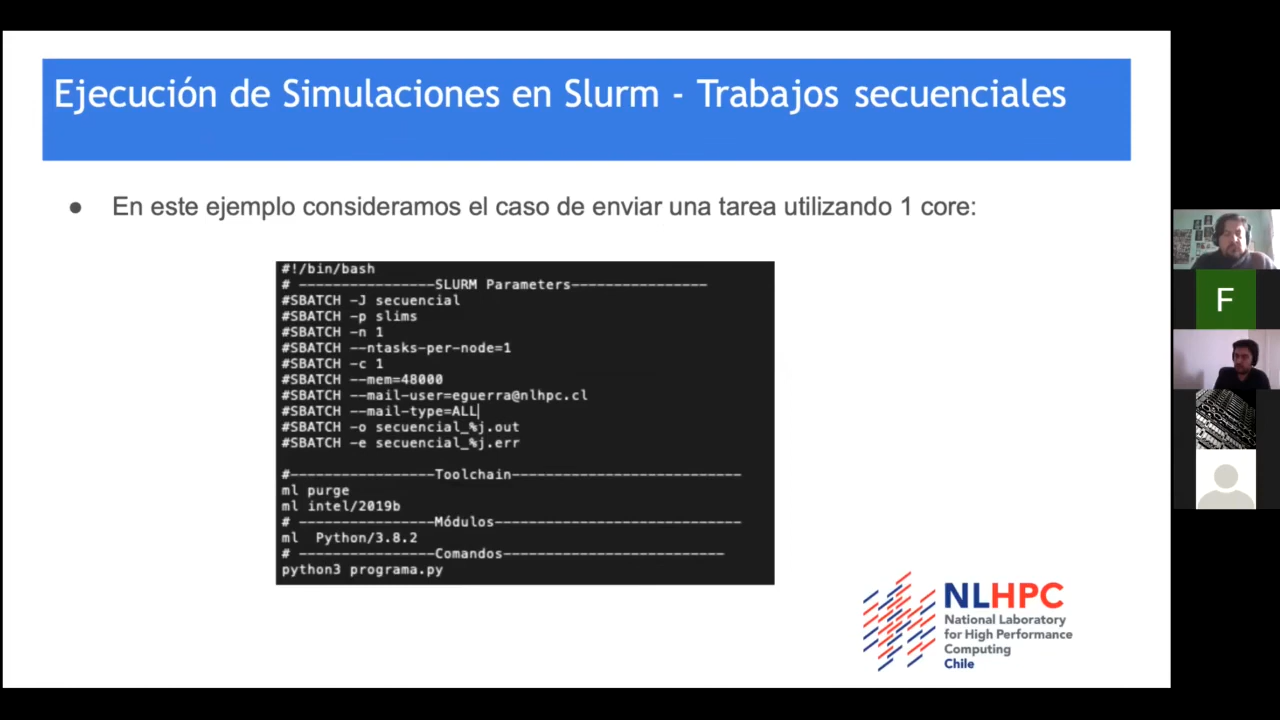 Ejecución de Simulaciones en Slurm - Trabajos secuenciales
● En este ejemplo consideramos el caso de enviar una tarea utilizando 1 core:
#!/bin/bash
# ----------------SLURM Parameters----------------
#SBATCH -J secuencial
#SBATCH -p slims
#SBATCH -n 1
#SBATCH --ntasks-per-node=1
#SBATCH -c 1
#SBATCH --mem=48000
#SBATCH --mail-user=eguerra@nlhpc.cl
#SBATCH --mail-type=ALL
#SBATCH -o secuencial_%j.out
#SBATCH -e secuencial_%j.err
#-----------------Toolchain---------------------------
ml purge
ml intel/2019b
# ----------------Módulos-----------------------------
ml  Python/3.8.2
# ----------------Comandos--------------------------
python3 programa.py
NLHPC
National Laboratory
for High Performance
Computing
Chile
F